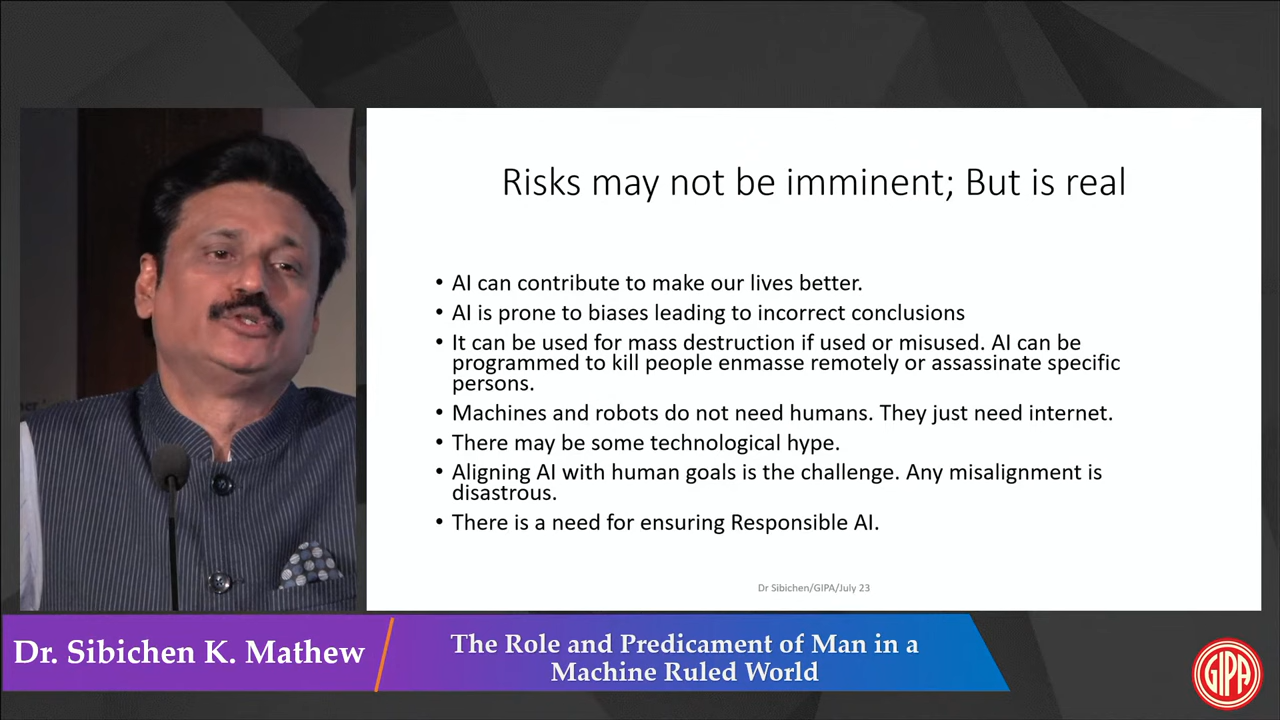 Risks may not be imminent; But is real
• AI can contribute to make our lives better.
• AI is prone to biases leading to incorrect conclusions
• It can be used for mass destruction if used or misused. AI can be
programmed to kill people enmasse remotely or assassinate specific
persons.
• Machines and robots do not need humans. They just need internet.
• There may be some technological hype.
• Aligning AI with human goals is the challenge. Any misalignment is
disastrous.
• There is a need for ensuring Responsible AI.
Dr Sibichen/GIPA/July 23
Dr. Sibichen K. Mathew
The Role and Predicament of Man in a
Machine Ruled World
GIPA